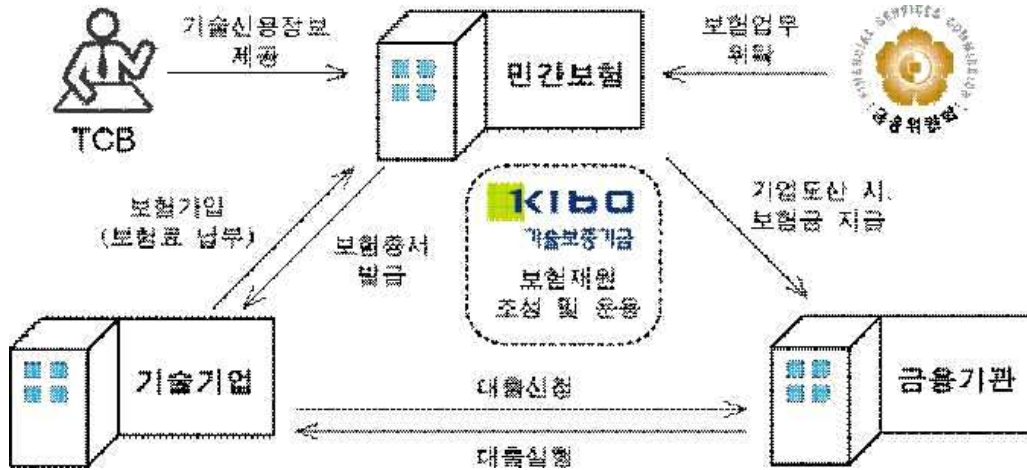 기술신용정보
제공
TCB
민간보험
보험업무
위탁
FINANCIAL SERVICES COMMISSION
금융위원회
보험가입
(보험료 납부)
보험증서
발급
KIBO
기술보증기금
보험재원
조성 및 운용
기업도산 시,
보험금 지급
기술기업
대출신청
대출실행
금융기관